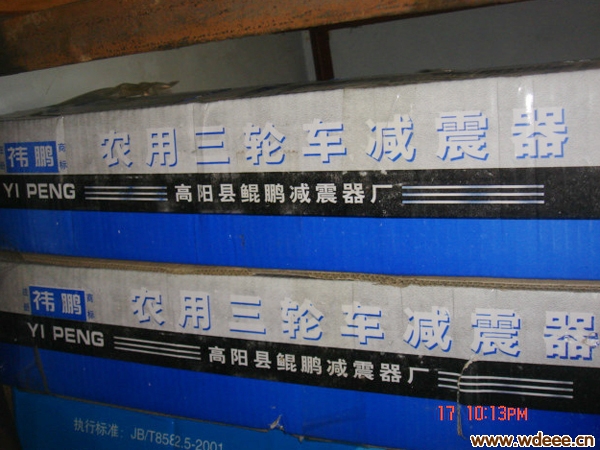 祎鹏 商标 农用三轮车减震器
YI PENG 高阳县鲲鹏减震器厂
祎鹏 商标 农用三轮车减震器
YI PENG 高阳县鲲鹏减震器厂
执行标准: JB/T8582.5-2001
17 10:13PM
www.wdeee.cn